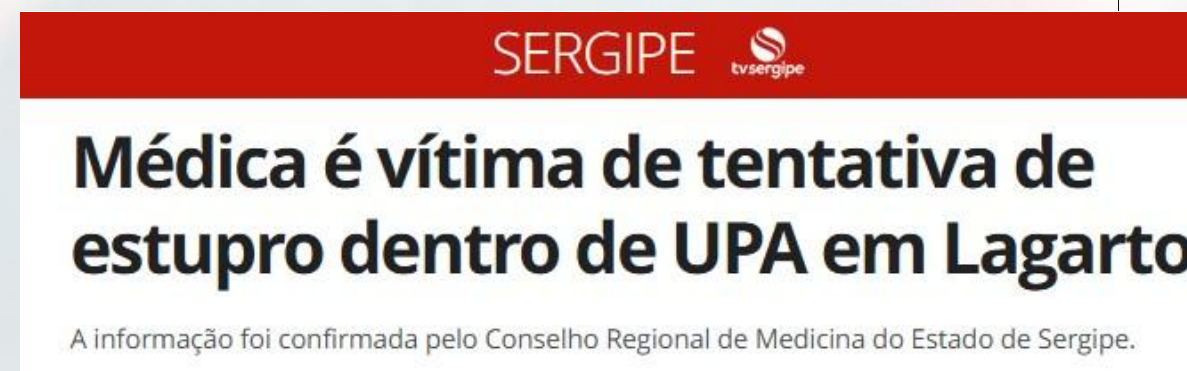 SERGIPE tvsergipe
Médica é vítima de tentativa de
estupro dentro de UPA em Lagarto
A informação foi confirmada pelo Conselho Regional de Medicina do Estado de Sergipe.